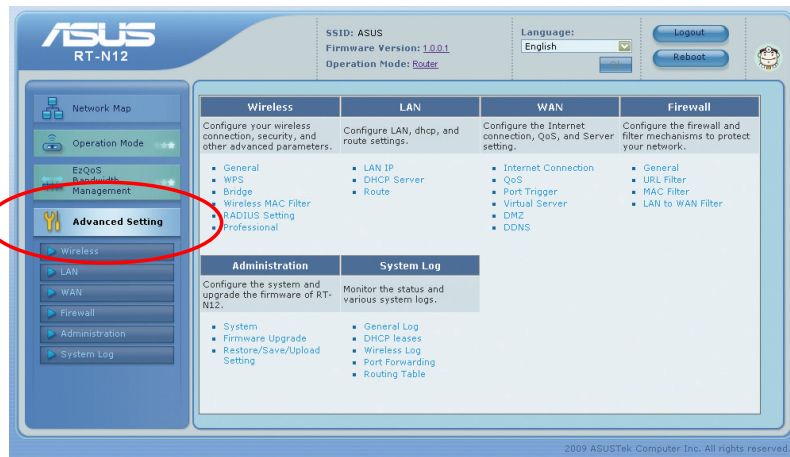 ASUS
RT-N12
SSID: ASUS
Firmware Version: 1.0.0.1
Operation Mode: Router
Language:
English
Logout
Reboot
Network Map
Operation Mode
EzQoS
Bandwidth
Management
Advanced Setting
Wireless
LAN
WAN
Firewall
Administration
System Log
Wireless
Configure your wireless
connection, security, and
other advanced parameters.
General
WPS
Bridge
Wireless MAC Filter
RADIUS Setting
Professional
LAN
Configure LAN, dhcp, and
route settings.
LAN IP
DHCP Server
Route
WAN
Configure the Internet
connection, QoS, and Server
setting.
Internet Connection
QoS
Port Trigger
Virtual Server
DMZ
DDNS
Firewall
Configure the firewall and
filter mechanisms to protect
your network.
General
URL Filter
MAC Filter
LAN to WAN Filter
Administration
Configure the system and
upgrade the firmware of RT-
N12.
System
Firmware Upgrade
Restore/Save/Upload
Setting
System Log
Monitor the status and
various system logs.
General Log
DHCP leases
Wireless Log
Port Forwarding
Routing Table
2009 ASUSTek Computer Inc. All rights reserved.